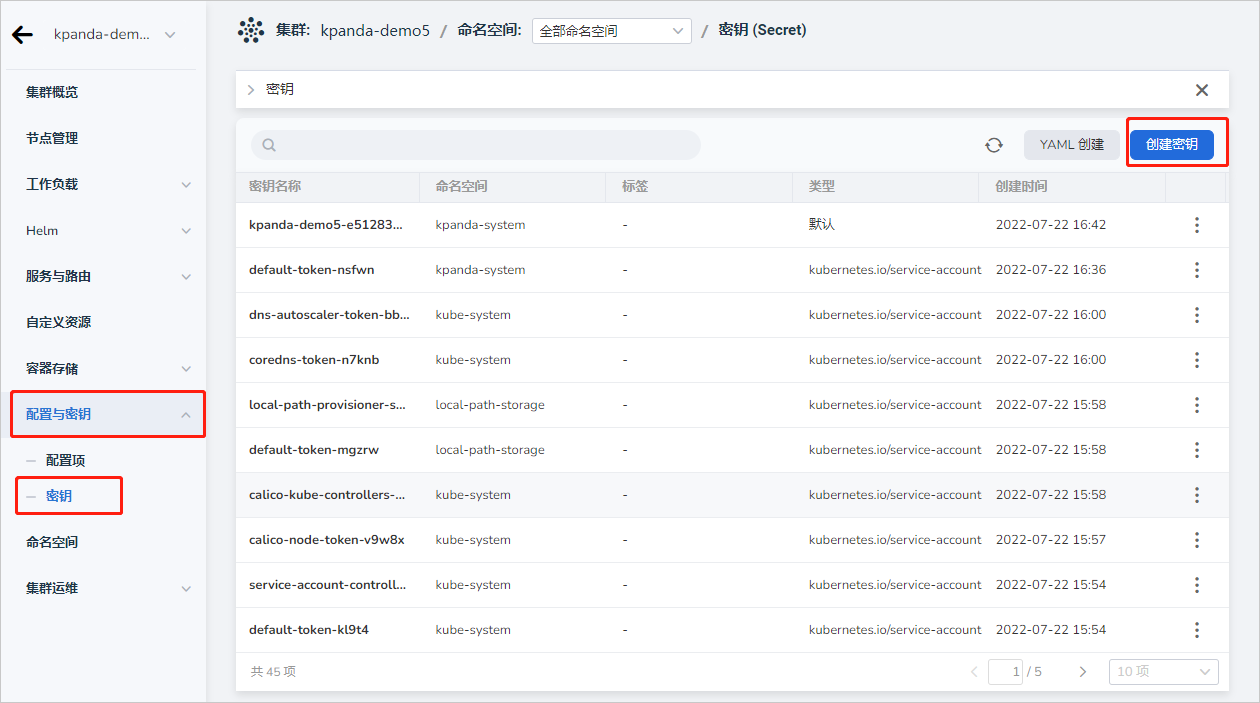 kpanda-dem...
集群: kpanda-demo5 / 命名空间: 全部命名空间 / 密钥 (Secret)
集群概览
节点管理
工作负载
Helm
服务与路由
自定义资源
容器存储
配置与密钥
配置项
密钥
命名空间
集群运维
密钥
YAML 创建 创建密钥
密钥名称 命名空间 标签 类型 创建时间
kpanda-demo5-e51283... kpanda-system - 默认 2022-07-22 16:42
default-token-nsfwn kpanda-system - kubernetes.io/service-account 2022-07-22 16:36
dns-autoscaler-token-bb... kube-system - kubernetes.io/service-account 2022-07-22 16:00
coredns-token-n7knb kube-system - kubernetes.io/service-account 2022-07-22 16:00
local-path-provisioner-s... local-path-storage - kubernetes.io/service-account 2022-07-22 15:58
default-token-mgzrw local-path-storage - kubernetes.io/service-account 2022-07-22 15:58
calico-kube-controllers-... kube-system - kubernetes.io/service-account 2022-07-22 15:58
calico-node-token-v9w8x kube-system - kubernetes.io/service-account 2022-07-22 15:57
service-account-controll... kube-system - kubernetes.io/service-account 2022-07-22 15:54
default-token-kl9t4 kube-system - kubernetes.io/service-account 2022-07-22 15:54
共 45 项 1 / 5 10 项